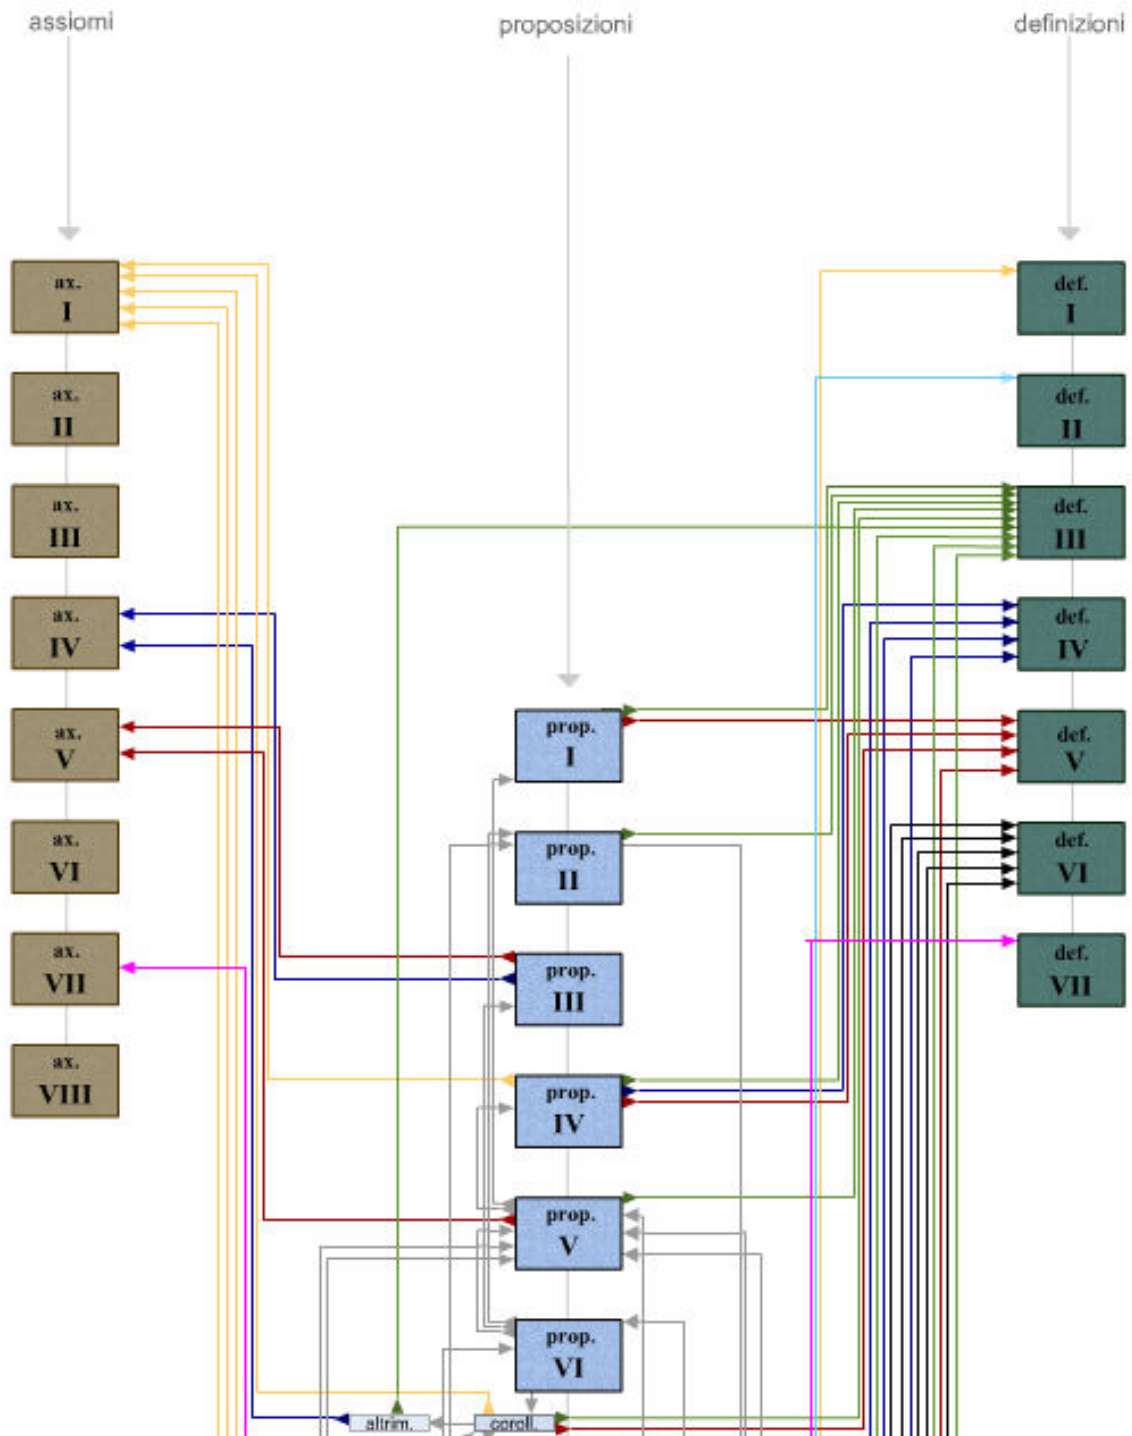 assiomi
proposizioni
definizioni
ax.
I
def.
I
ax.
II
def.
II
ax.
III
def.
III
ax.
IV
def.
IV
ax.
V
prop.
I
def.
V
ax.
VI
prop.
II
def.
VI
ax.
VII
prop.
III
def.
VII
ax.
VIII
prop.
IV
prop.
V
prop.
VI
altrim.
coroll.